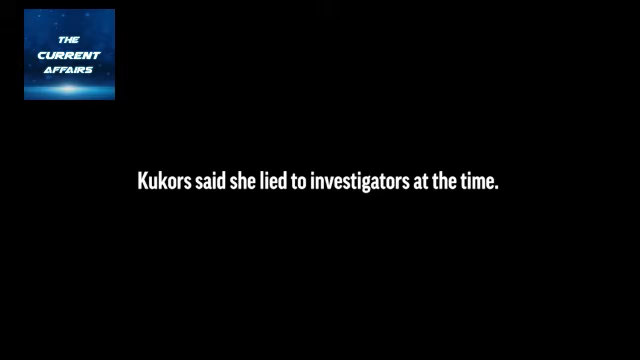 THE
CURRENT
AFFAIRS
Kukors said she lied to investigators at the time.